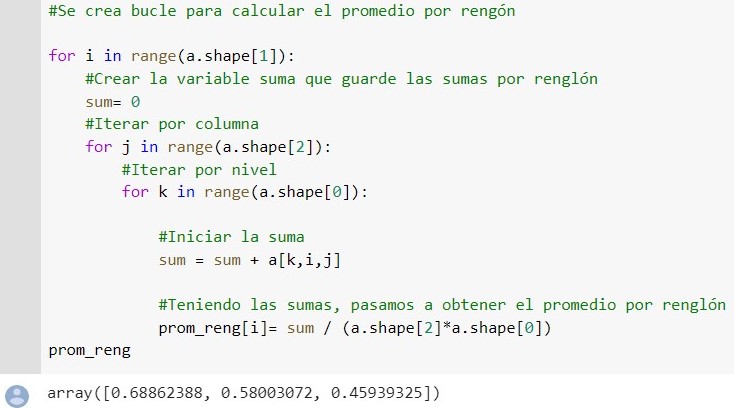 #Se crea bucle para calcular el promedio por rengón
for i in range(a.shape[1]):
    #Crear la variable suma que guarde las sumas por renglón
    sum= 0
    #Iterar por columna
    for j in range(a.shape[2]):
        #Iterar por nivel
        for k in range(a.shape[0]):
            #Iniciar la suma
            sum = sum + a[k,i,j]
            #Teniendo las sumas, pasamos a obtener el promedio por renglón
            prom_reng[i]= sum / (a.shape[2]*a.shape[0])
prom_reng
array([0.68862388, 0.58003072, 0.45939325])